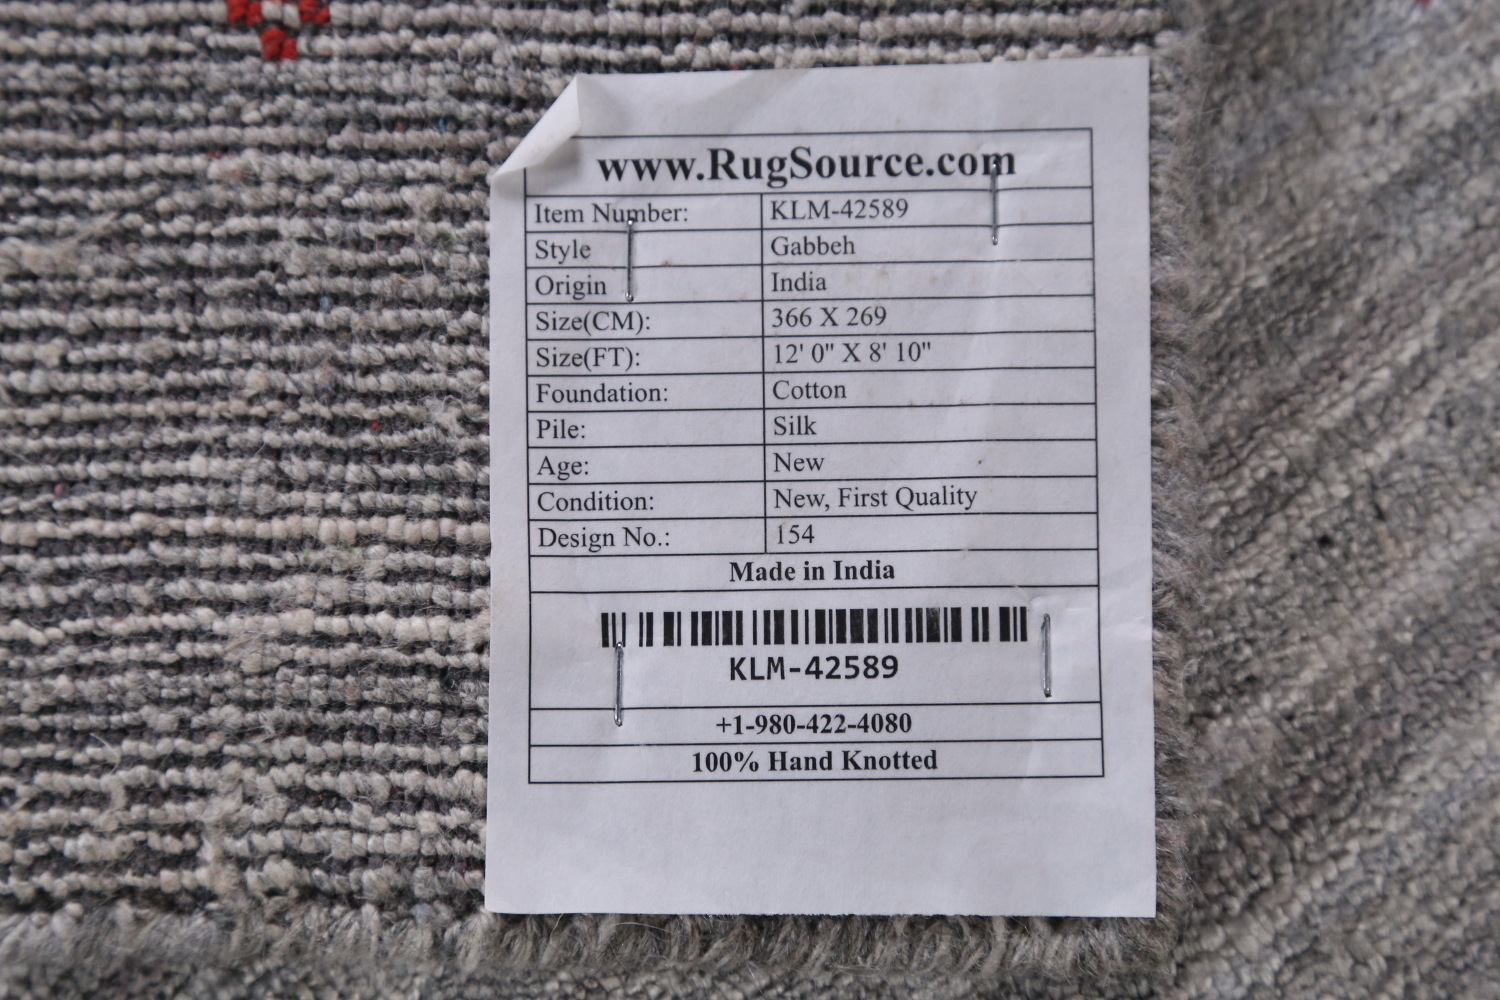 www.RugSource.com
Item Number: KLM-42589
Style Gabbeh
Origin India
Size(CM): 366 X 269
Size(FT): 12' 0" X 8' 10"
Foundation: Cotton
Pile: Silk
Age: New
Condition: New, First Quality
Design No.: 154
Made in India
KLM-42589
+1-980-422-4080
100% Hand Knotted